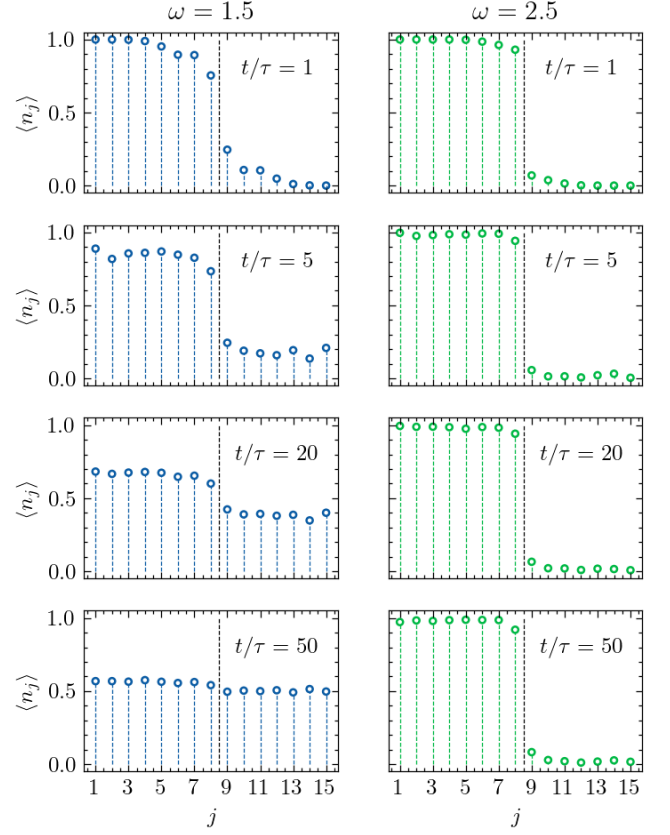 ω = 1.5
ω = 2.5
⟨n_j⟩
1.0
0.5
0.0
t/τ = 1
t/τ = 1
⟨n_j⟩
1.0
0.5
0.0
t/τ = 5
t/τ = 5
⟨n_j⟩
1.0
0.5
0.0
t/τ = 20
t/τ = 20
⟨n_j⟩
1.0
0.5
0.0
t/τ = 50
t/τ = 50
1 3 5 7 9 11 13 15
1 3 5 7 9 11 13 15
j
j